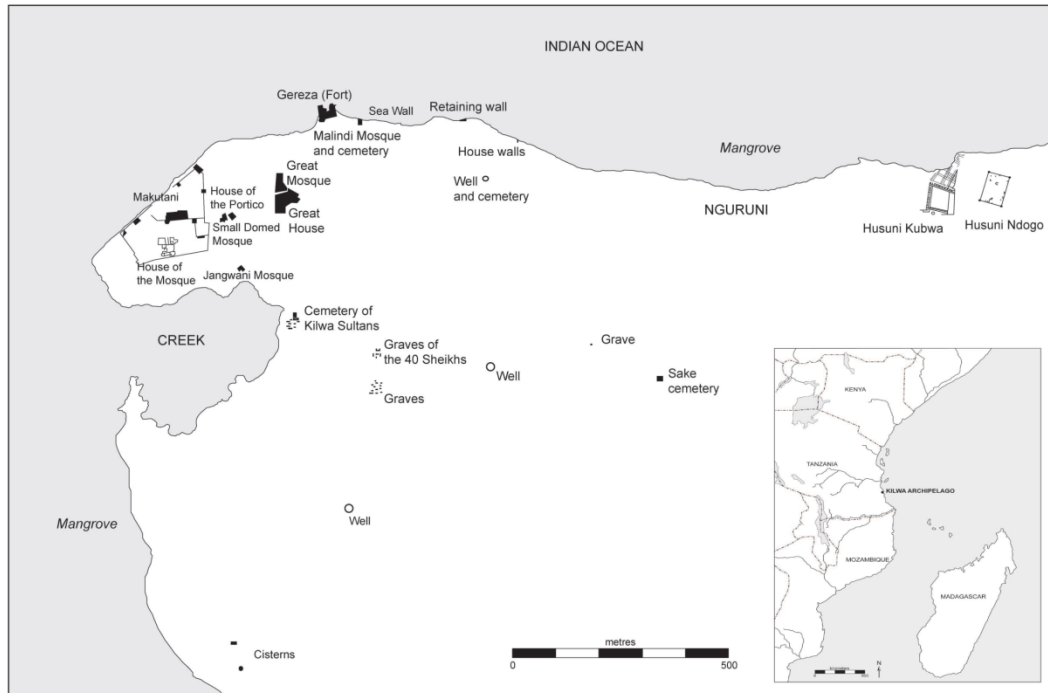 INDIAN OCEAN
Gereza (Fort)
Sea Wall
Retaining wall
Malindi Mosque
and cemetery
House walls
Mangrove
Great
Mosque
Makutani
House of
the Portico
Well
and cemetery
Great
House
NGURUNI
Small Domed
Mosque
Husuni Kubwa
Husuni Ndogo
House of
the Mosque
Jangwani Mosque
Cemetery of
Kilwa Sultans
CREEK
Graves of
the 40 Sheikhs
Grave
Well
Sake
cemetery
Graves
Mangrove
Well
Cisterns
metres
0
500
KENYA
TANZANIA
KILWA ARCHIPELAGO
MOZAMBIQUE
MADAGASCAR
N